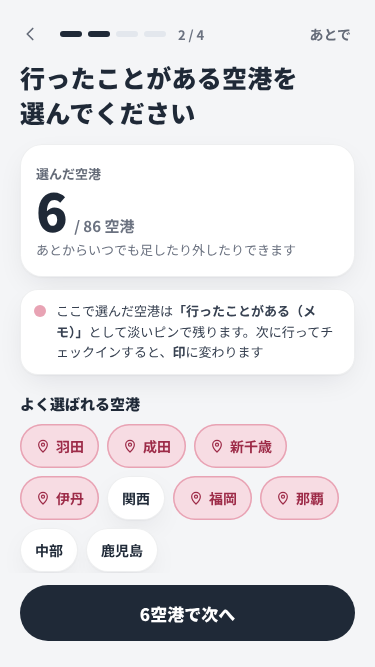 2 / 4
あとで
行ったことがある空港を
選んでください
選んだ空港
6 / 86 空港
あとからいつでも足したり外したりできます
ここで選んだ空港は「行ったことがある（メ
モ）」として淡いピンで残ります。次に行ってチ
ェックインすると、印に変わります
よく選ばれる空港
羽田 成田 新千歳
伊丹 関西 福岡 那覇
中部 鹿児島
6空港で次へ